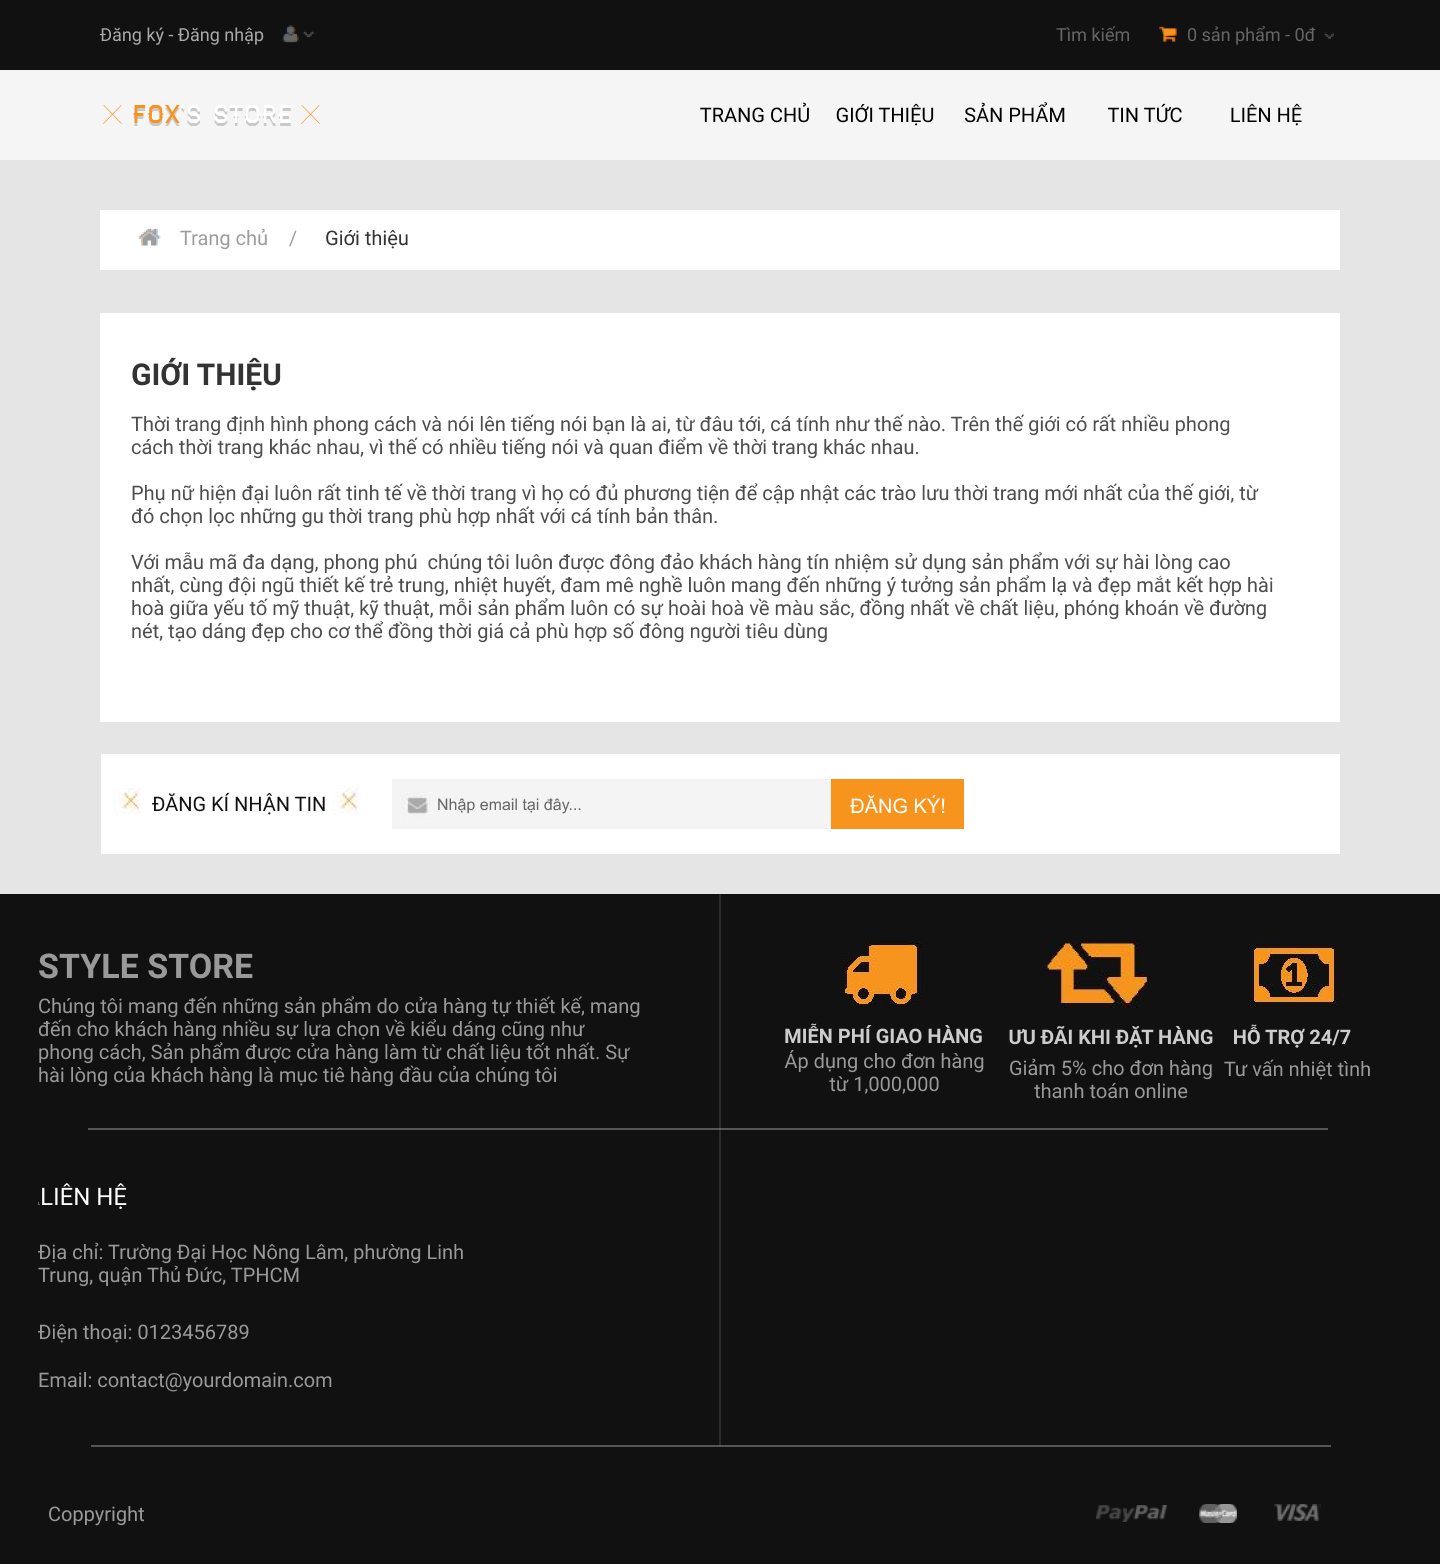 Đăng ký - Đăng nhập
Tìm kiếm
0 sản phẩm - 0đ
FOX'S STORE
TRANG CHỦ GIỚI THIỆU SẢN PHẨM TIN TỨC LIÊN HỆ
Trang chủ / Giới thiệu
GIỚI THIỆU
Thời trang định hình phong cách và nói lên tiếng nói bạn là ai, từ đâu tới, cá tính như thế nào. Trên thế giới có rất nhiều phong
cách thời trang khác nhau, vì thế có nhiều tiếng nói và quan điểm về thời trang khác nhau.
Phụ nữ hiện đại luôn rất tinh tế về thời trang vì họ có đủ phương tiện để cập nhật các trào lưu thời trang mới nhất của thế giới, từ
đó chọn lọc những gu thời trang phù hợp nhất với cá tính bản thân.
Với mẫu mã đa dạng, phong phú  chúng tôi luôn được đông đảo khách hàng tín nhiệm sử dụng sản phẩm với sự hài lòng cao
nhất, cùng đội ngũ thiết kế trẻ trung, nhiệt huyết, đam mê nghề luôn mang đến những ý tưởng sản phẩm lạ và đẹp mắt kết hợp hài
hoà giữa yếu tố mỹ thuật, kỹ thuật, mỗi sản phẩm luôn có sự hoài hoà về màu sắc, đồng nhất về chất liệu, phóng khoán về đường
nét, tạo dáng đẹp cho cơ thể đồng thời giá cả phù hợp số đông người tiêu dùng
ĐĂNG KÍ NHẬN TIN
Nhập email tại đây...
ĐĂNG KÝ!
STYLE STORE
Chúng tôi mang đến những sản phẩm do cửa hàng tự thiết kế, mang
đến cho khách hàng nhiều sự lựa chọn về kiểu dáng cũng như
phong cách, Sản phẩm được cửa hàng làm từ chất liệu tốt nhất. Sự
hài lòng của khách hàng là mục tiê hàng đầu của chúng tôi
1
MIỄN PHÍ GIAO HÀNG
Áp dụng cho đơn hàng
từ 1,000,000
ƯU ĐÃI KHI ĐẶT HÀNG
Giảm 5% cho đơn hàng
thanh toán online
HỖ TRỢ 24/7
Tư vấn nhiệt tình
LIÊN HỆ
Địa chỉ: Trường Đại Học Nông Lâm, phường Linh
Trung, quận Thủ Đức, TPHCM
Điện thoại: 0123456789
Email: contact@yourdomain.com
Coppyright
PayPal
MasterCard
VISA